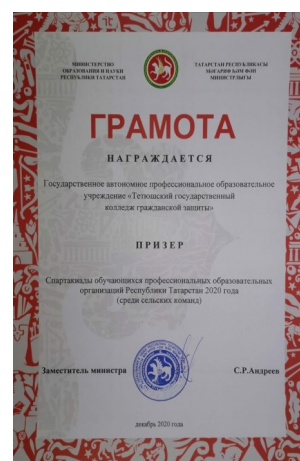 МИНИСТЕРСТВО
ОБРАЗОВАНИЯ И НАУКИ
РЕСПУБЛИКИ ТАТАРСТАН
ТАТАРСТАН РЕСПУБЛИКАСЫ
МӘГАРИФ ҺӘМ ФӘН
МИНИСТРЛЫГЫ
ГРАМОТА
НАГРАЖДАЕТСЯ
Государственное автономное профессиональное образовательное
учреждение «Тетюшский государственный
колледж гражданской защиты»
ПРИЗЕР
Спартакиады обучающихся профессиональных образовательных
организаций Республики Татарстан 2020 года
(среди сельских команд)
Заместитель министра С.Р.Андреев
декабрь 2020 года